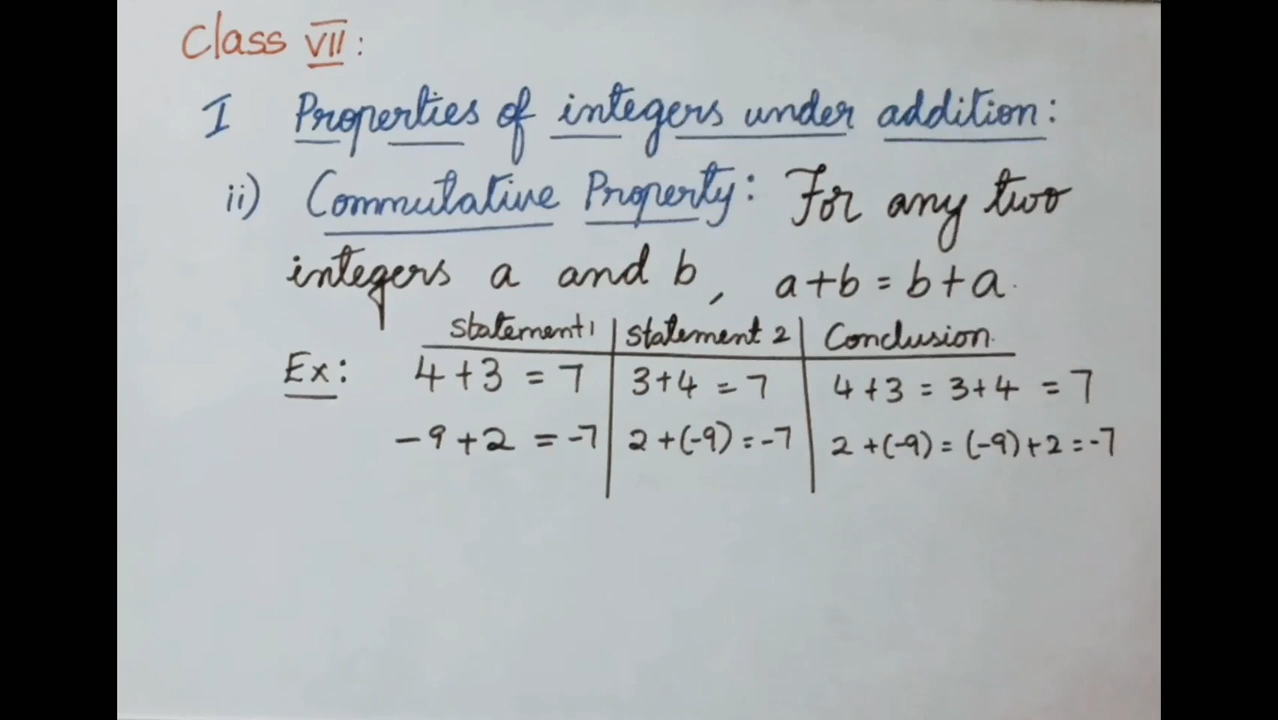 Class VII:
I Properties of integers under addition:
ii) Commutative Property: For any two
integers a and b, a+b = b+a.
Statement 1 Statement 2 Conclusion.
Ex: 4+3 = 7 3+4 = 7 4+3 = 3+4 = 7
-9+2 = -7 2+(-9) = -7 2+(-9) = (-9)+2 = -7